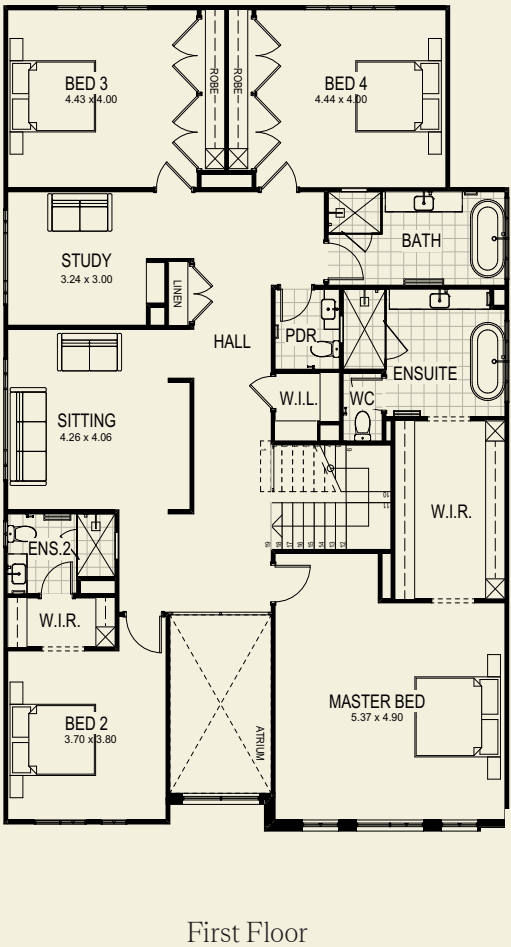 BED 3
4.43 x 4.00
ROBE
ROBE
BED 4
4.44 x 4.00
STUDY
3.24 x 3.00
LINEN
BATH
HALL
PDR
ENSUITE
W.I.L.
WC
SITTING
4.26 x 4.06
W.I.R.
ENS.2
W.I.R.
BED 2
3.70 x 3.80
ATRIUM
MASTER BED
5.37 x 4.90
First Floor